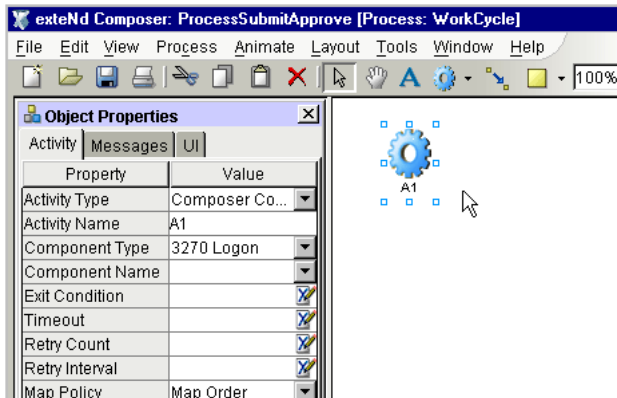 exteNd Composer: ProcessSubmitApprove [Process: WorkCycle]
File Edit View Process Animate Layout Tools Window Help
A 100%
Object Properties
Activity Messages UI
Property Value
Activity Type Composer Co...
Activity Name A1
Component Type 3270 Logon
Component Name
Exit Condition
Timeout
Retry Count
Retry Interval
Map Policy Map Order
A1